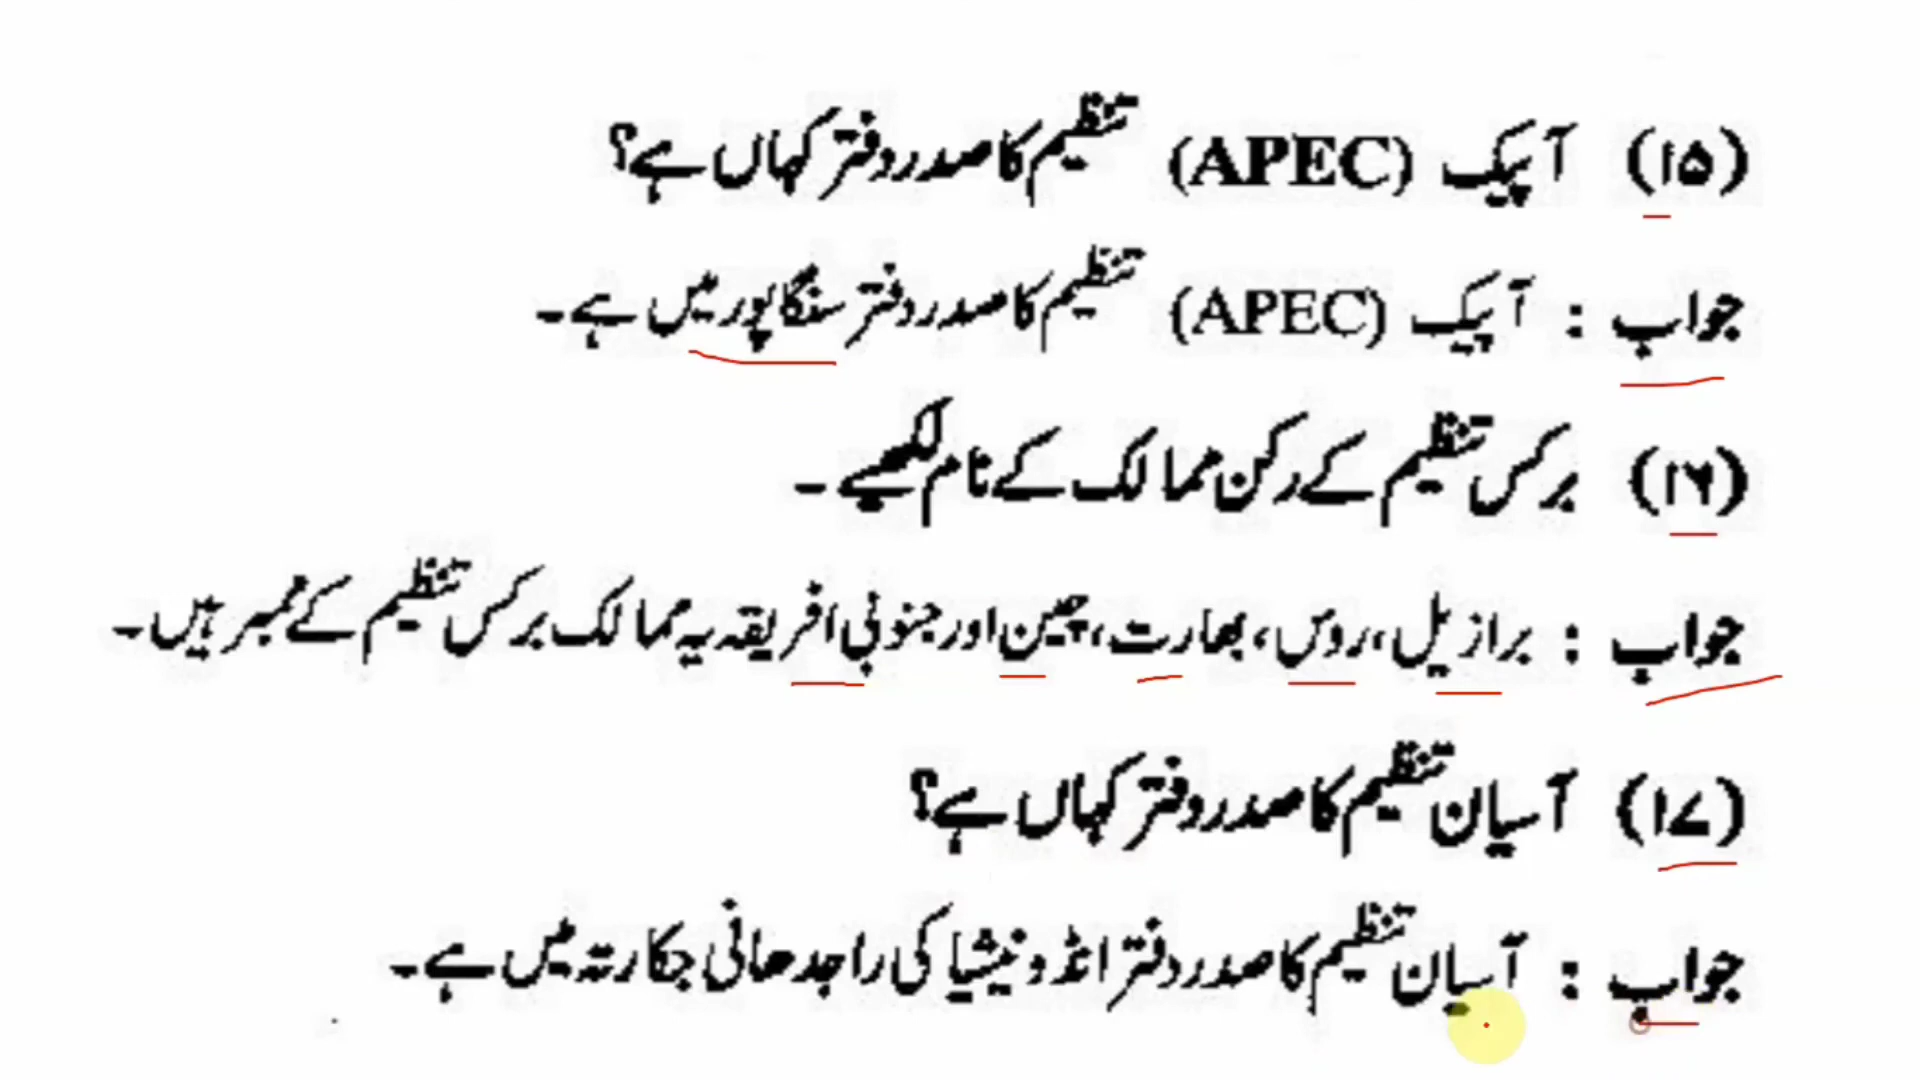 (۱۵) آپیک (APEC) تنظیم کا صدر دفتر کہاں ہے؟
جواب : آپیک (APEC) تنظیم کا صدر دفتر سنگاپور میں ہے۔
(۱۶) برکس تنظیم کے رکن ممالک کے نام لکھیے۔
جواب : برازیل، روس، بھارت، چین اور جنوبی افریقہ یہ ممالک برکس تنظیم کے ممبر ہیں۔
(۱۷) آسیان تنظیم کا صدر دفتر کہاں ہے؟
جواب : آسیان تنظیم کا صدر دفتر انڈونیشیا کی راجدھانی جکارتہ میں ہے۔